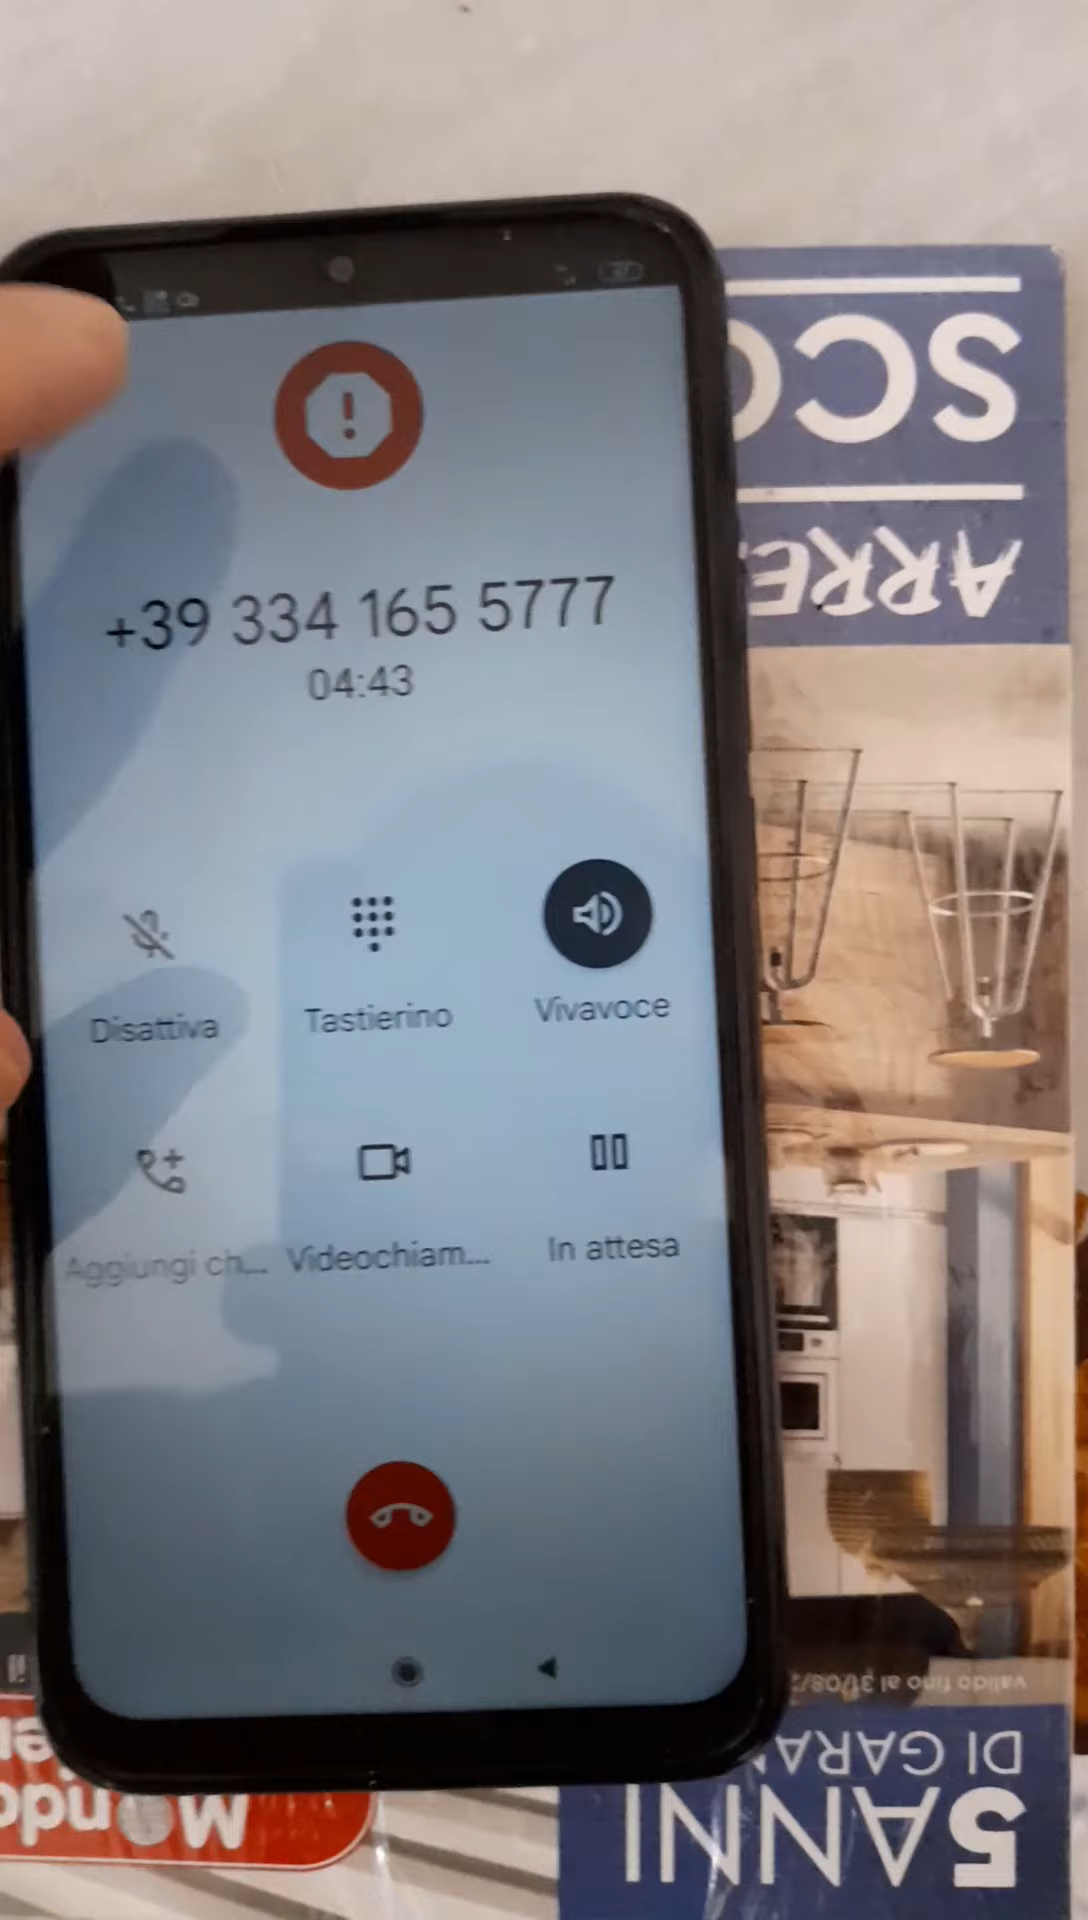 +39 334 165 5777
04:43
Disattiva
Tastierino
Vivavoce
Aggiungi ch...
Videochiam...
In attesa
SCO
ARRE
valido fino al 31/08/2
DI GARAN
5ANNI
Mondo